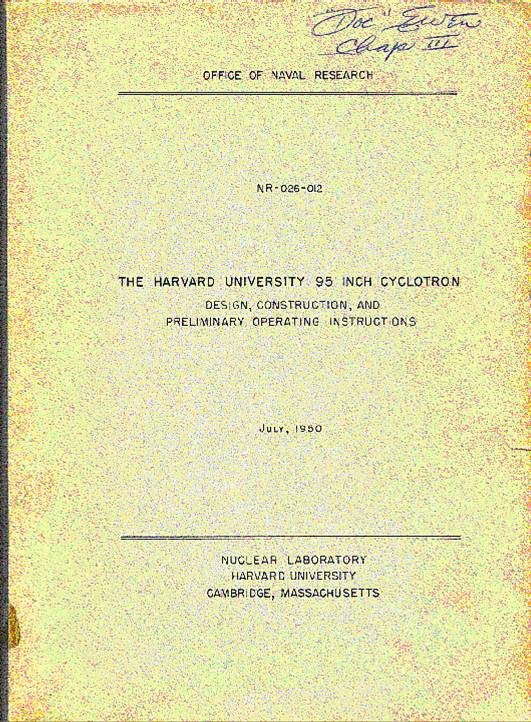 "Doc" Ewen
Chap III
OFFICE OF NAVAL RESEARCH
NR-026-012
THE HARVARD UNIVERSITY 95 INCH CYCLOTRON
DESIGN, CONSTRUCTION, AND
PRELIMINARY OPERATING INSTRUCTIONS
JULY, 1950
NUCLEAR LABORATORY
HARVARD UNIVERSITY
CAMBRIDGE, MASSACHUSETTS